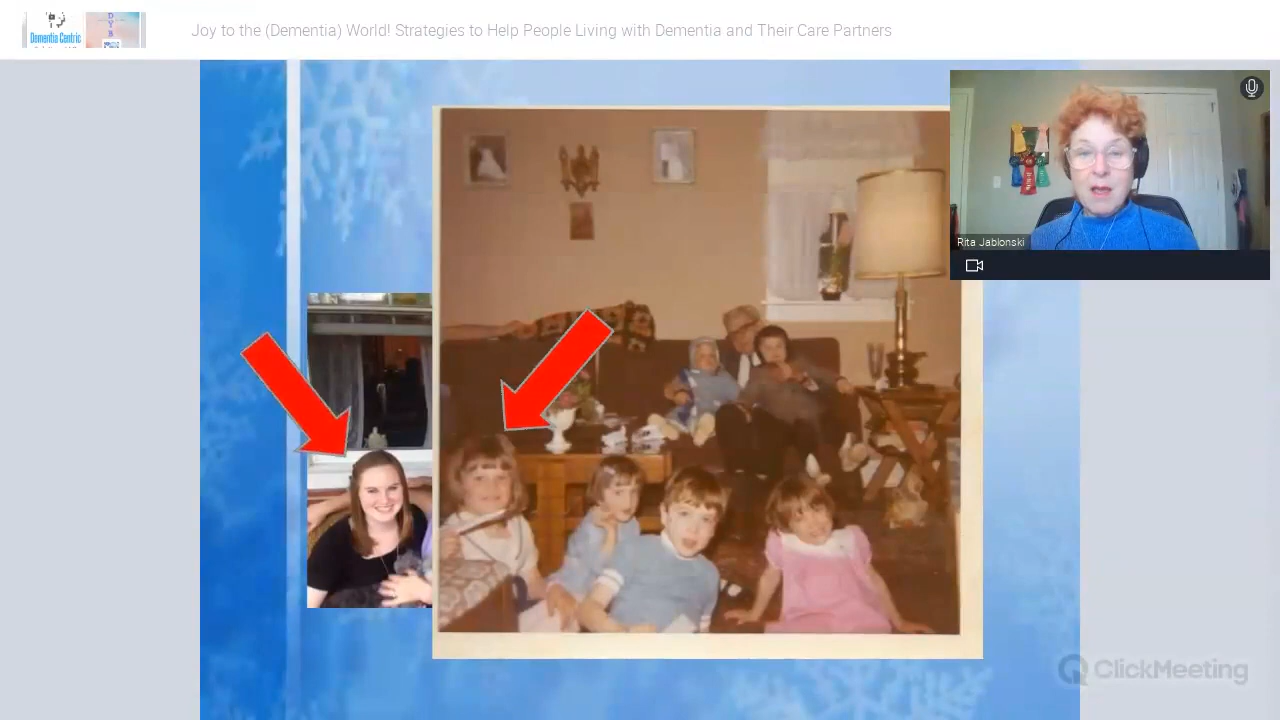 Dementia Centric
Joy to the (Dementia) World! Strategies to Help People Living with Dementia and Their Care Partners
Rita Jablonski
ClickMeeting